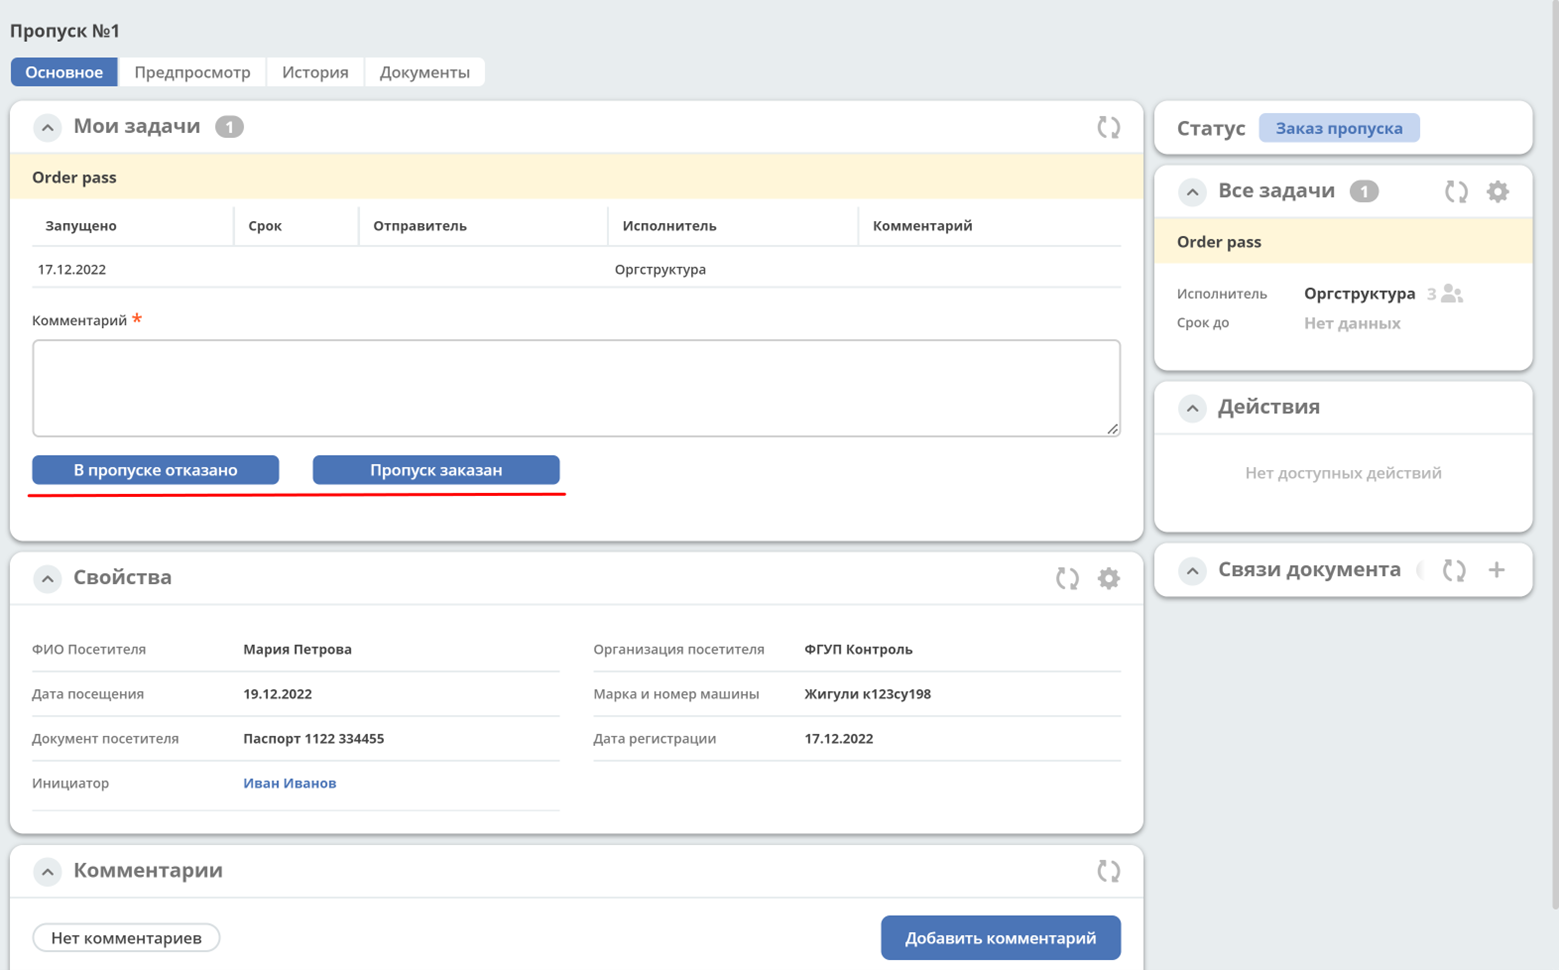 Пропуск №1
Основное Предпросмотр История Документы
Мои задачи 1
Order pass
Запущено Срок Отправитель Исполнитель Комментарий
17.12.2022 Оргструктура
Комментарий *
В пропуске отказано Пропуск заказан
Свойства
ФИО Посетителя Мария Петрова Организация посетителя ФГУП Контроль
Дата посещения 19.12.2022 Марка и номер машины Жигули к123су198
Документ посетителя Паспорт 1122 334455 Дата регистрации 17.12.2022
Инициатор Иван Иванов
Комментарии
Нет комментариев Добавить комментарий
Статус Заказ пропуска
Все задачи 1
Order pass
Исполнитель Оргструктура 3
Срок до Нет данных
Действия
Нет доступных действий
Связи документа